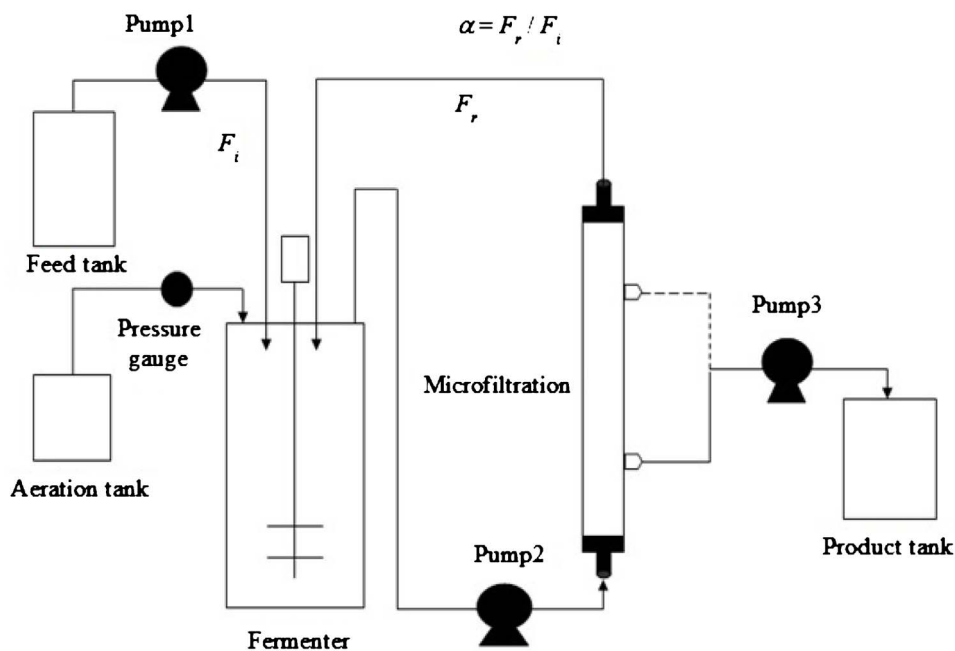 Pump1
α = F_r / F_i
F_r
F_i
Feed tank
Pressure
gauge
Pump3
Microfiltration
Aeration tank
Pump2
Product tank
Fermenter